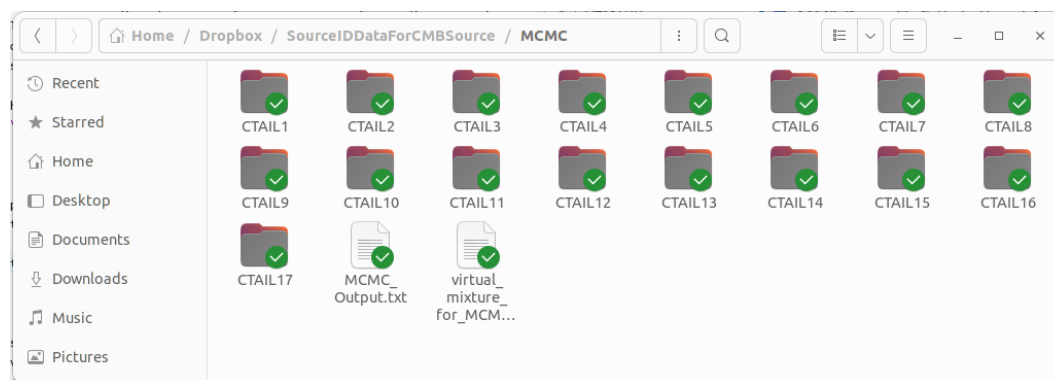 Home / Dropbox / SourceIDDataForCMBSource / MCMC
Recent
Starred
Home
Desktop
Documents
Downloads
Music
Pictures
CTAIL1 CTAIL2 CTAIL3 CTAIL4 CTAIL5 CTAIL6 CTAIL7 CTAIL8
CTAIL9 CTAIL10 CTAIL11 CTAIL12 CTAIL13 CTAIL14 CTAIL15 CTAIL16
CTAIL17
MCMC_
Output.txt
virtual_
mixture_
for_MCM...